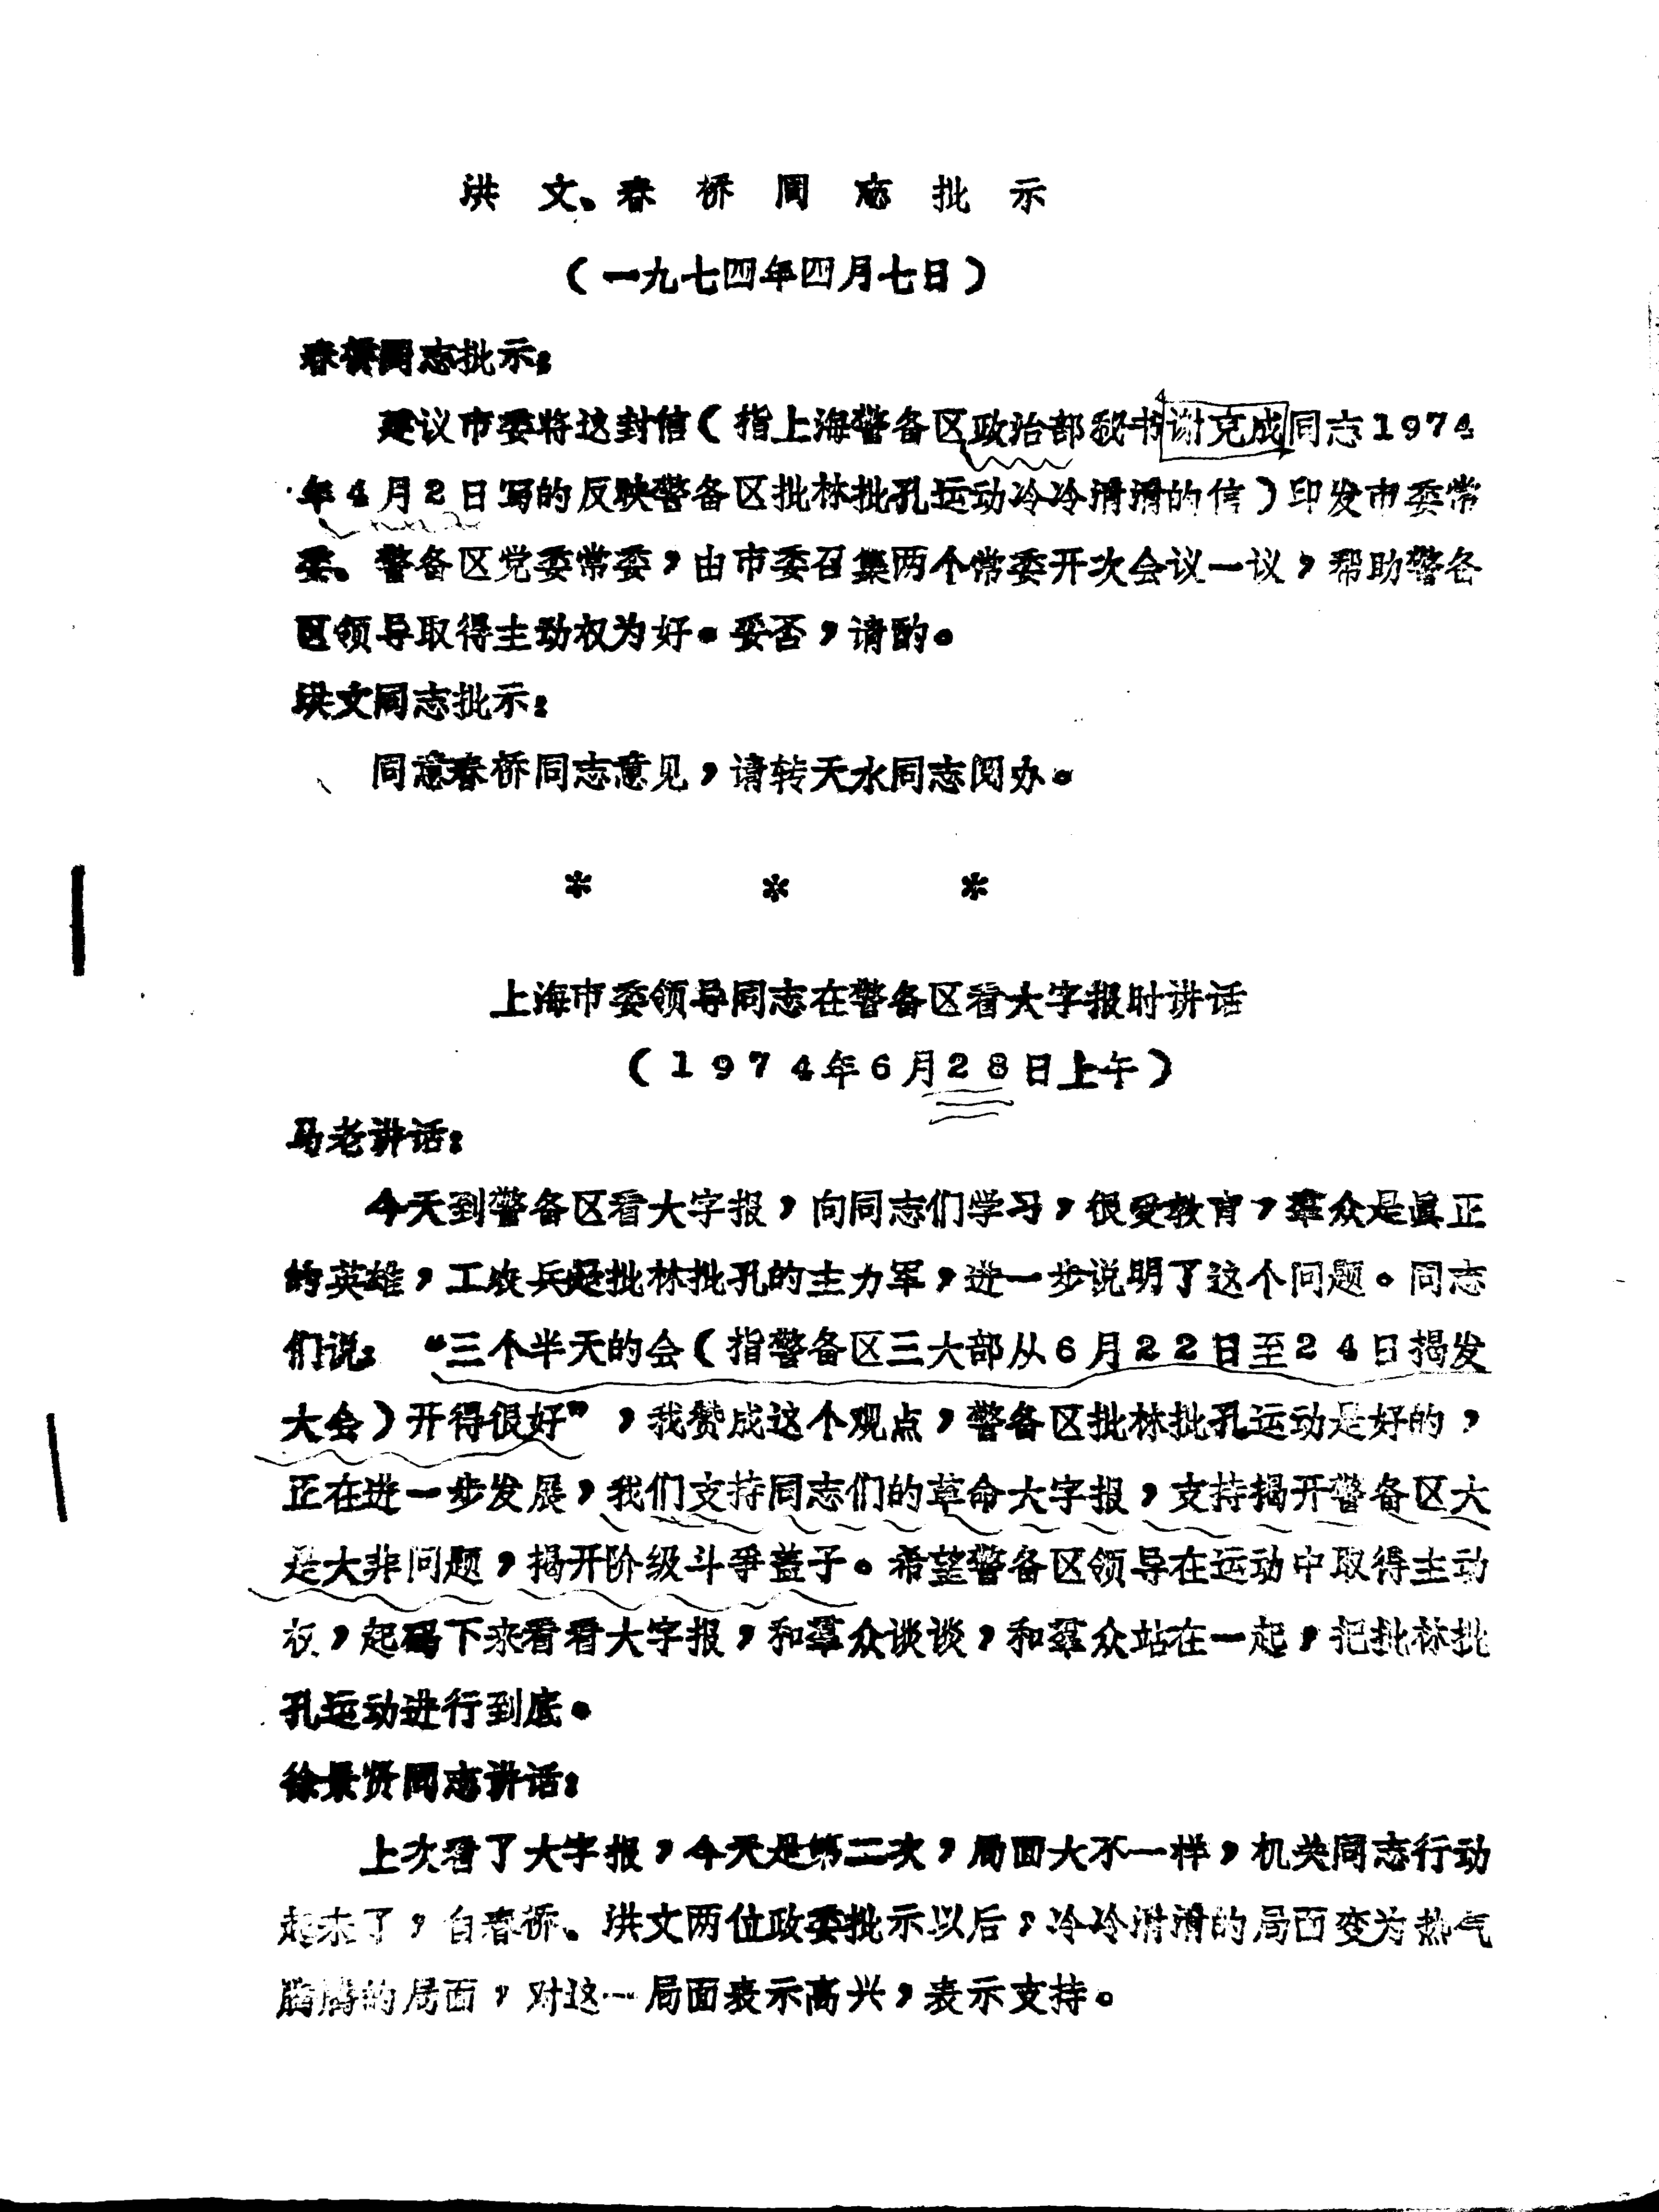 洪文、春桥同志批示
（一九七四年四月七日）
春桥同志批示：
建议市委将这封信（指上海警备区政治部秘书谢克成同志1974
年4月2日写的反映警备区批林批孔运动冷冷清清的信）印发市委常
委、警备区党委常委，由市委召集两个常委开次会议一议，帮助警备
区领导取得主动权为好。妥否，请酌。
洪文同志批示：
同意春桥同志意见，请转天水同志阅办。
* * *
上海市委领导同志在警备区看大字报时讲话
（1974年6月28日上午）
马老讲话：
今天到警备区看大字报，向同志们学习，很受教育，羣众是眞正
的英雄，工农兵是批林批孔的主力军，进一步说明了这个问题。同志
们说：“三个半天的会（指警备区三大部从6月22日至24日揭发
大会）开得很好”，我赞成这个观点，警备区批林批孔运动是好的，
正在进一步发展，我们支持同志们的革命大字报，支持揭开警备区大
是大非问题，揭开阶级斗爭盖子。希望警备区领导在运动中取得主动
权，起码下来看看大字报，和羣众谈谈，和羣众站在一起，把批林批
孔运动进行到底。
徐景贤同志讲话：
上次看了大字报，今天是第二次，局面大不一样，机关同志行动
起来了，自春桥、洪文两位政委批示以后，冷冷清清的局面变为热气
腾腾的局面，对这一局面表示高兴，表示支持。